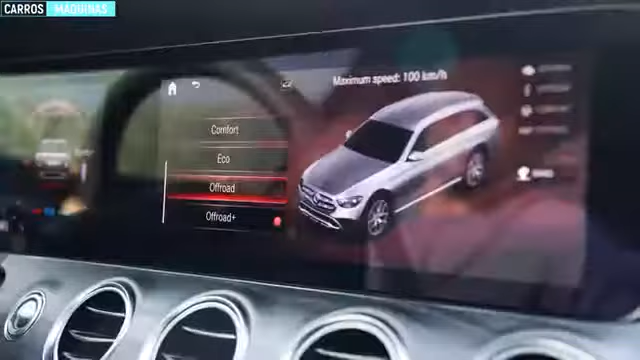 CARROS MÁQUINAS
Maximum speed: 100 km/h
Comfort
Eco
Offroad
Offroad+